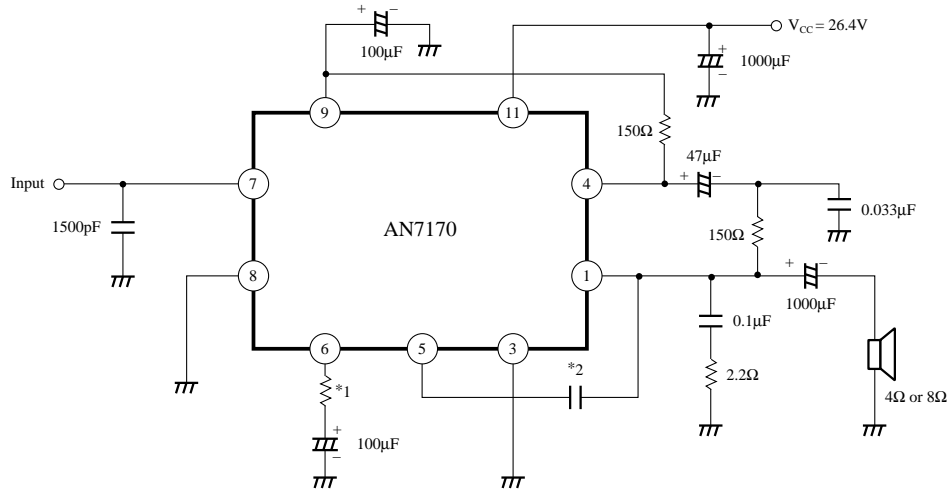 + –
100μF
V_CC = 26.4V
+
–
1000μF
9
11
150Ω
47μF
+ –
Input
7
4
1500pF
AN7170
150Ω
0.033μF
8
1
+ –
1000μF
0.1μF
6
5
3
*1
*2
2.2Ω
4Ω or 8Ω
+
–
100μF